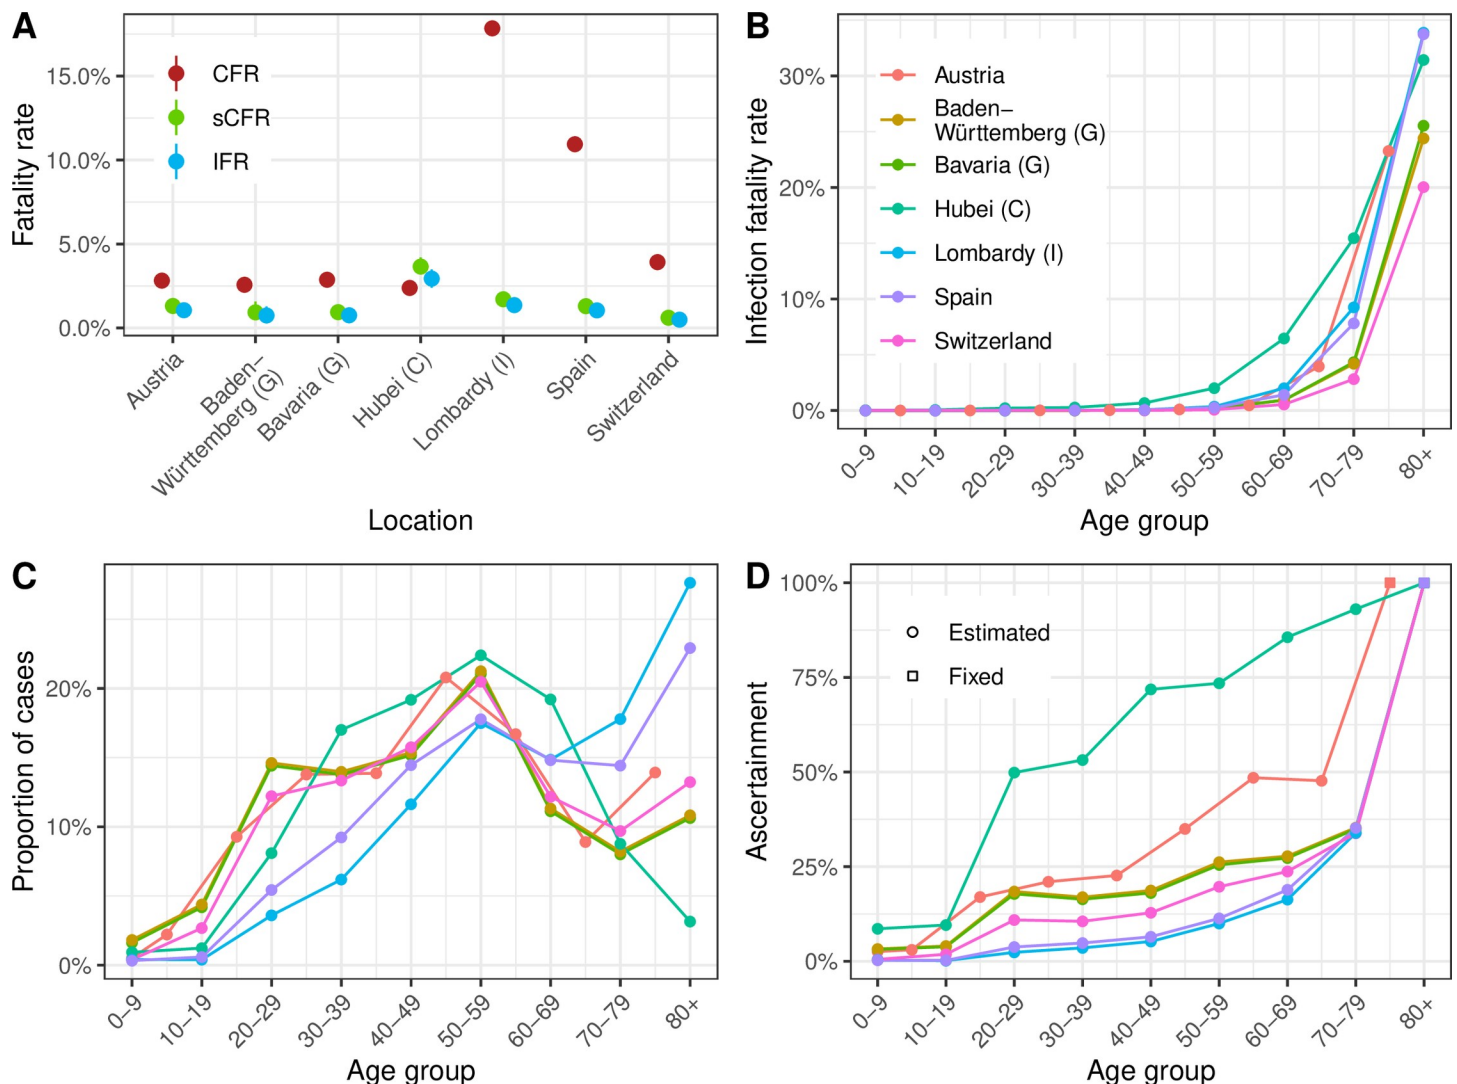 A
Fatality rate
15.0%
10.0%
5.0%
0.0%
CFR
sCFR
IFR
Austria
Baden−
Württemberg (G)
Bavaria (G)
Hubei (C)
Lombardy (I)
Spain
Switzerland
Location
B
Infection fatality rate
30%
20%
10%
0%
Austria
Baden−
Württemberg (G)
Bavaria (G)
Hubei (C)
Lombardy (I)
Spain
Switzerland
0−9
10−19
20−29
30−39
40−49
50−59
60−69
70−79
80+
Age group
C
Proportion of cases
20%
10%
0%
0−9
10−19
20−29
30−39
40−49
50−59
60−69
70−79
80+
Age group
D
Ascertainment
100%
75%
50%
25%
0%
Estimated
Fixed
0−9
10−19
20−29
30−39
40−49
50−59
60−69
70−79
80+
Age group